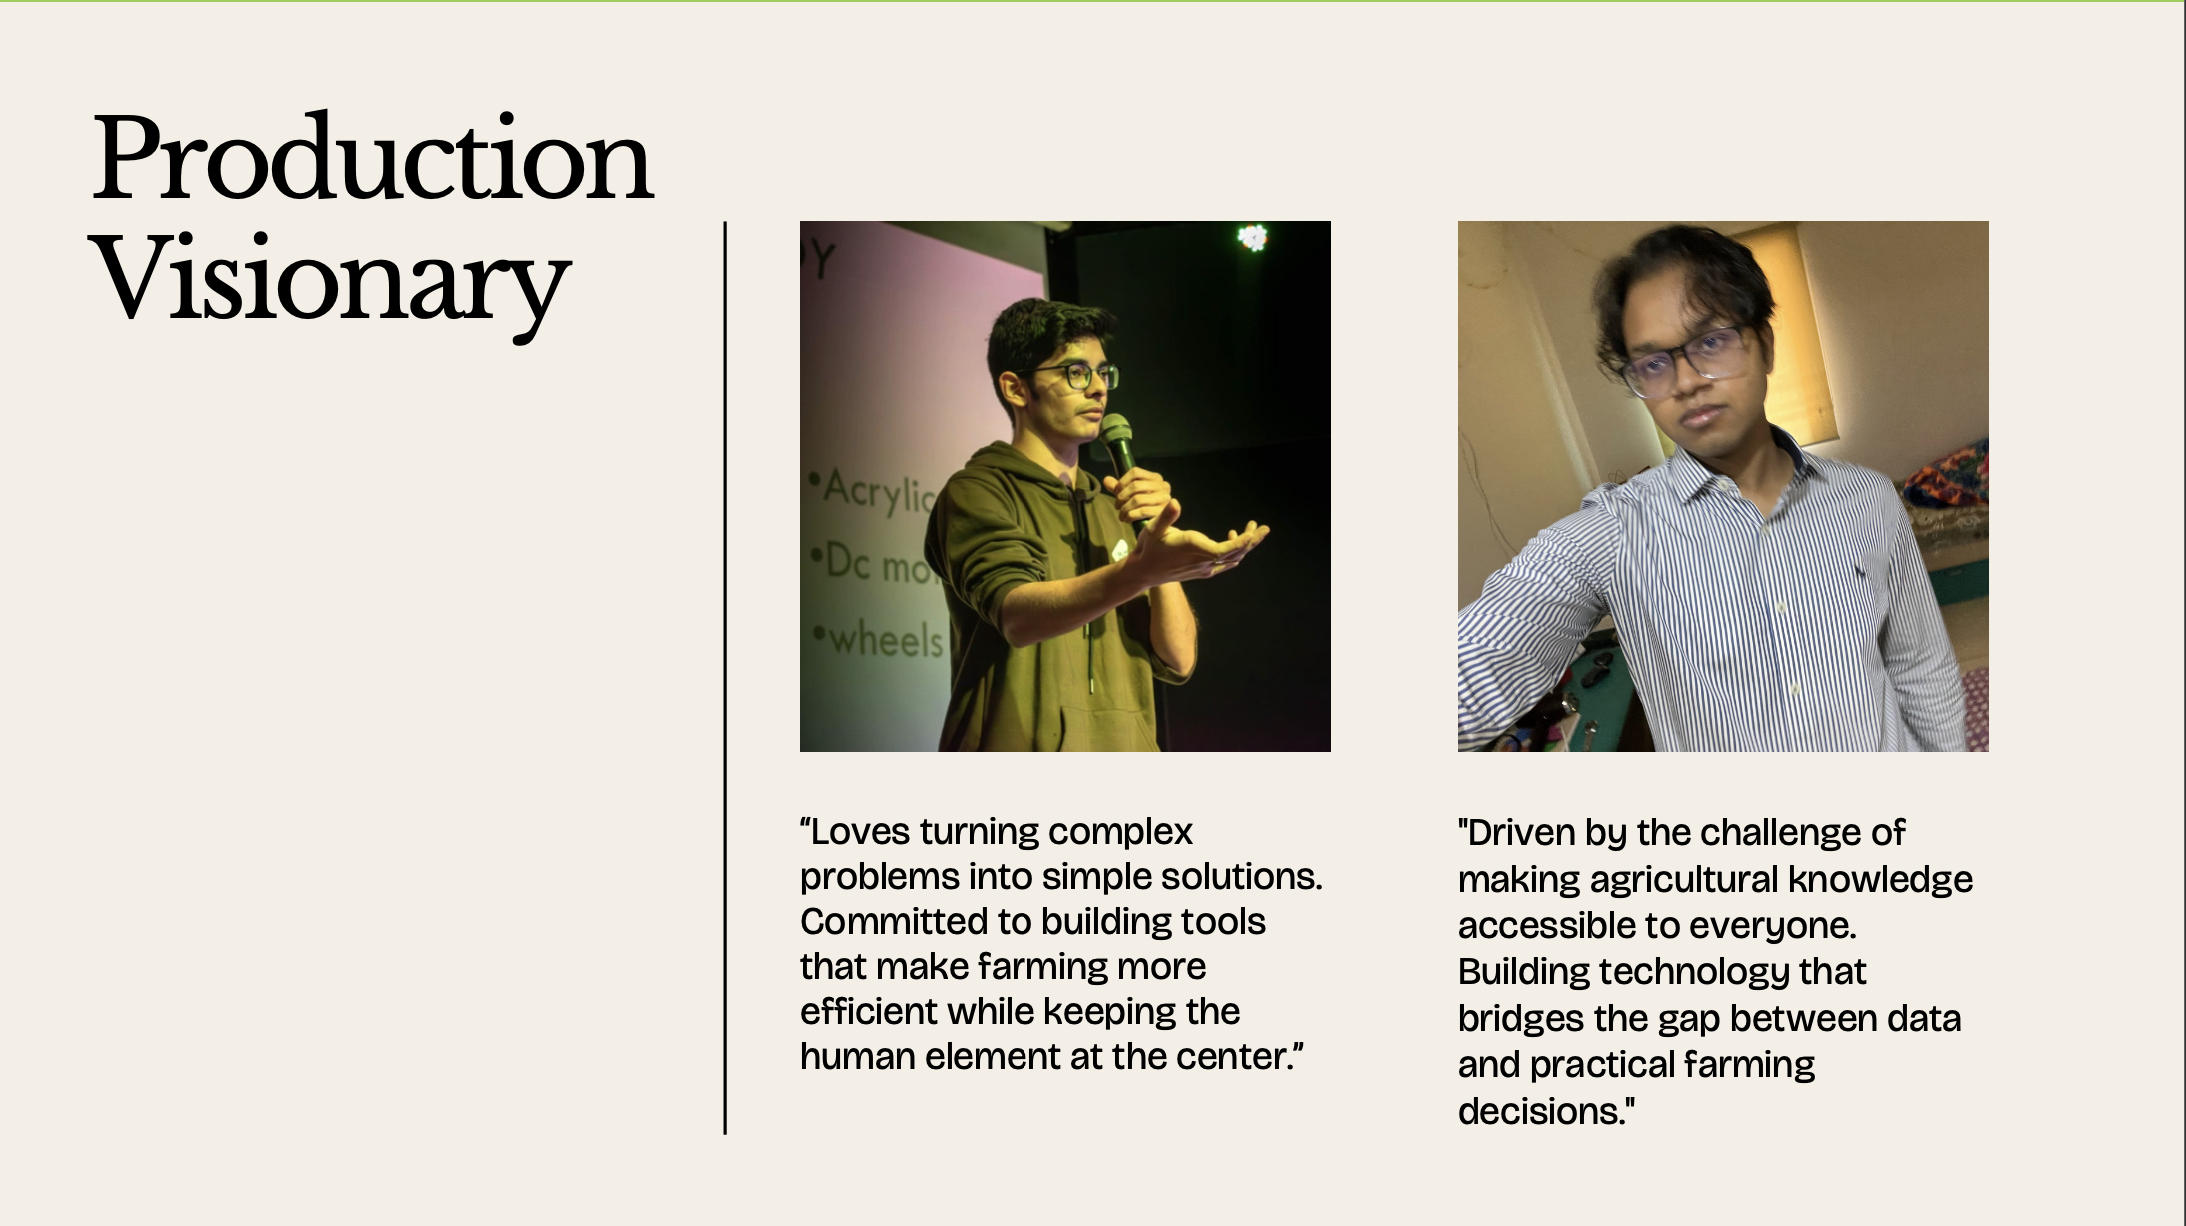 Production
Visionary
DY
•Acrylic
•Dc mo
•wheels
“Loves turning complex
problems into simple solutions.
Committed to building tools
that make farming more
efficient while keeping the
human element at the center.”
"Driven by the challenge of
making agricultural knowledge
accessible to everyone.
Building technology that
bridges the gap between data
and practical farming
decisions."